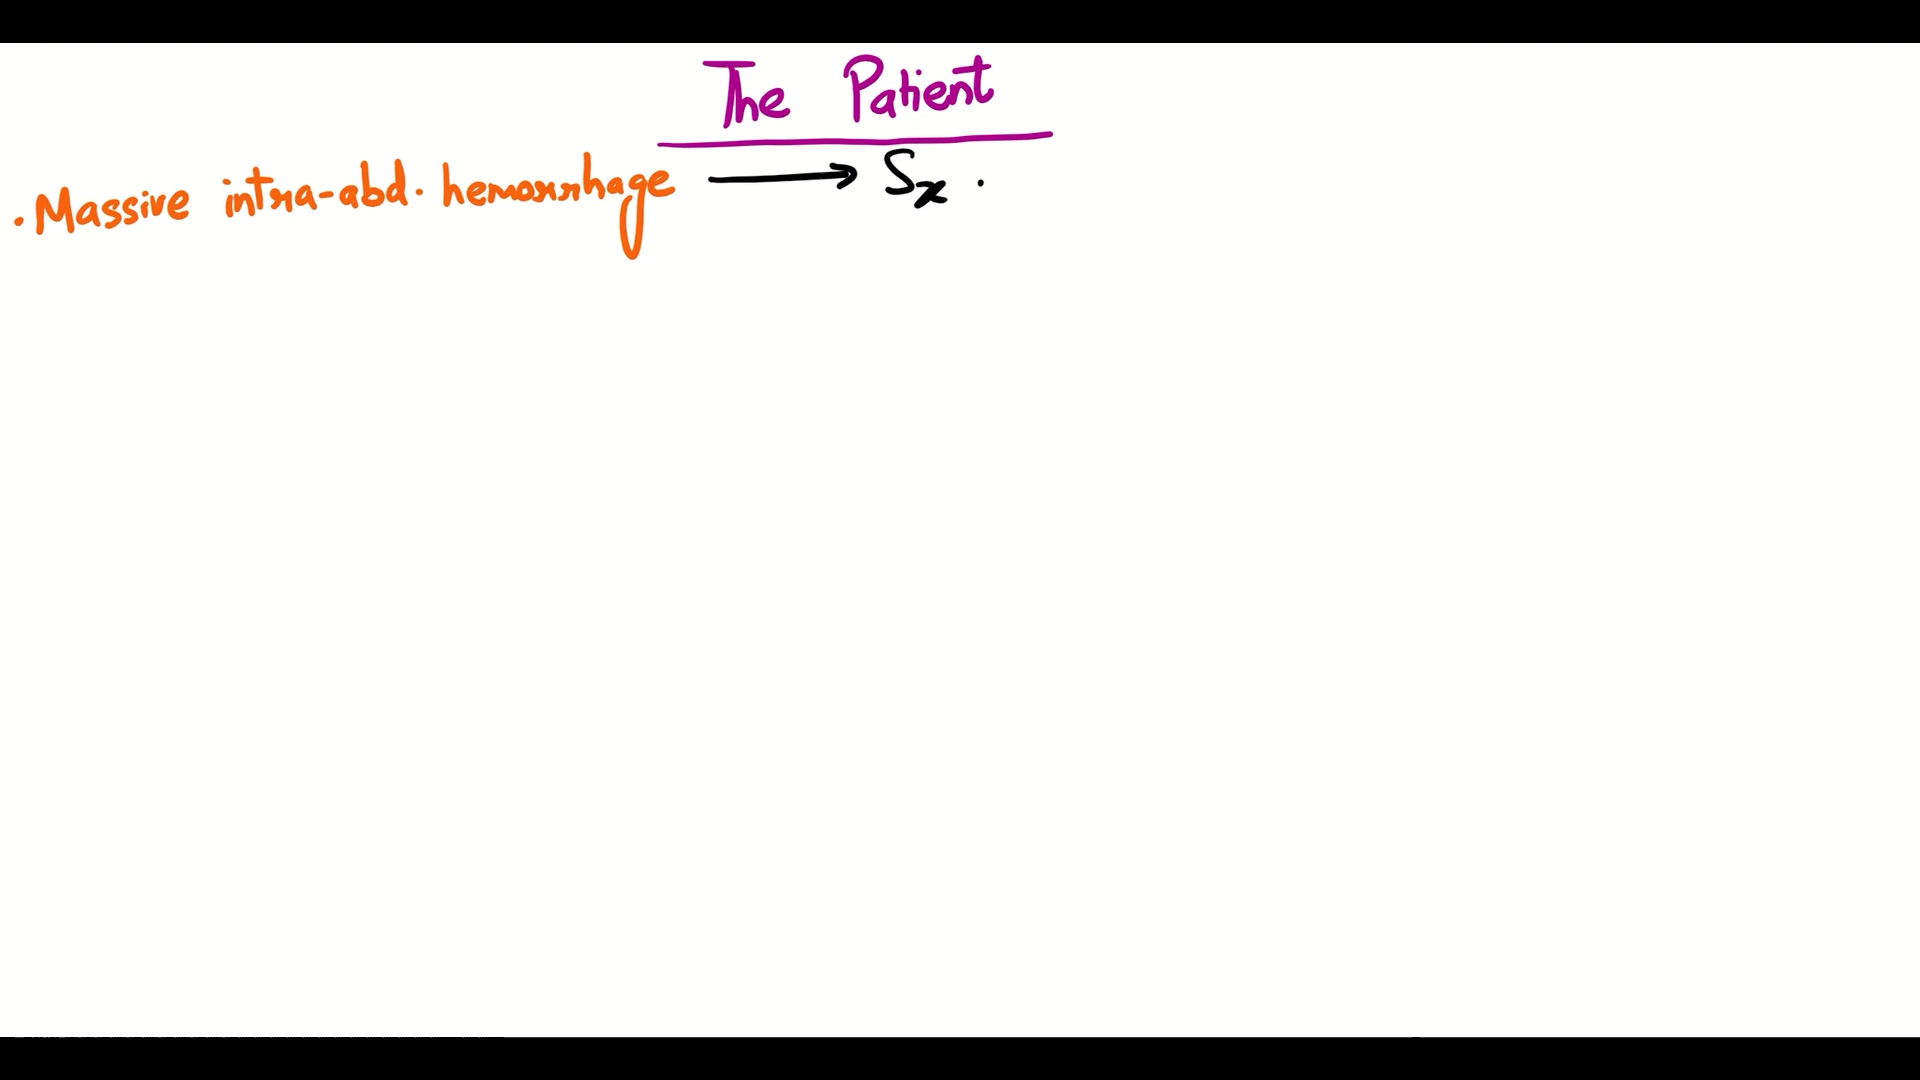 The Patient
. Massive intra-abd. hemorrhage → Sx .